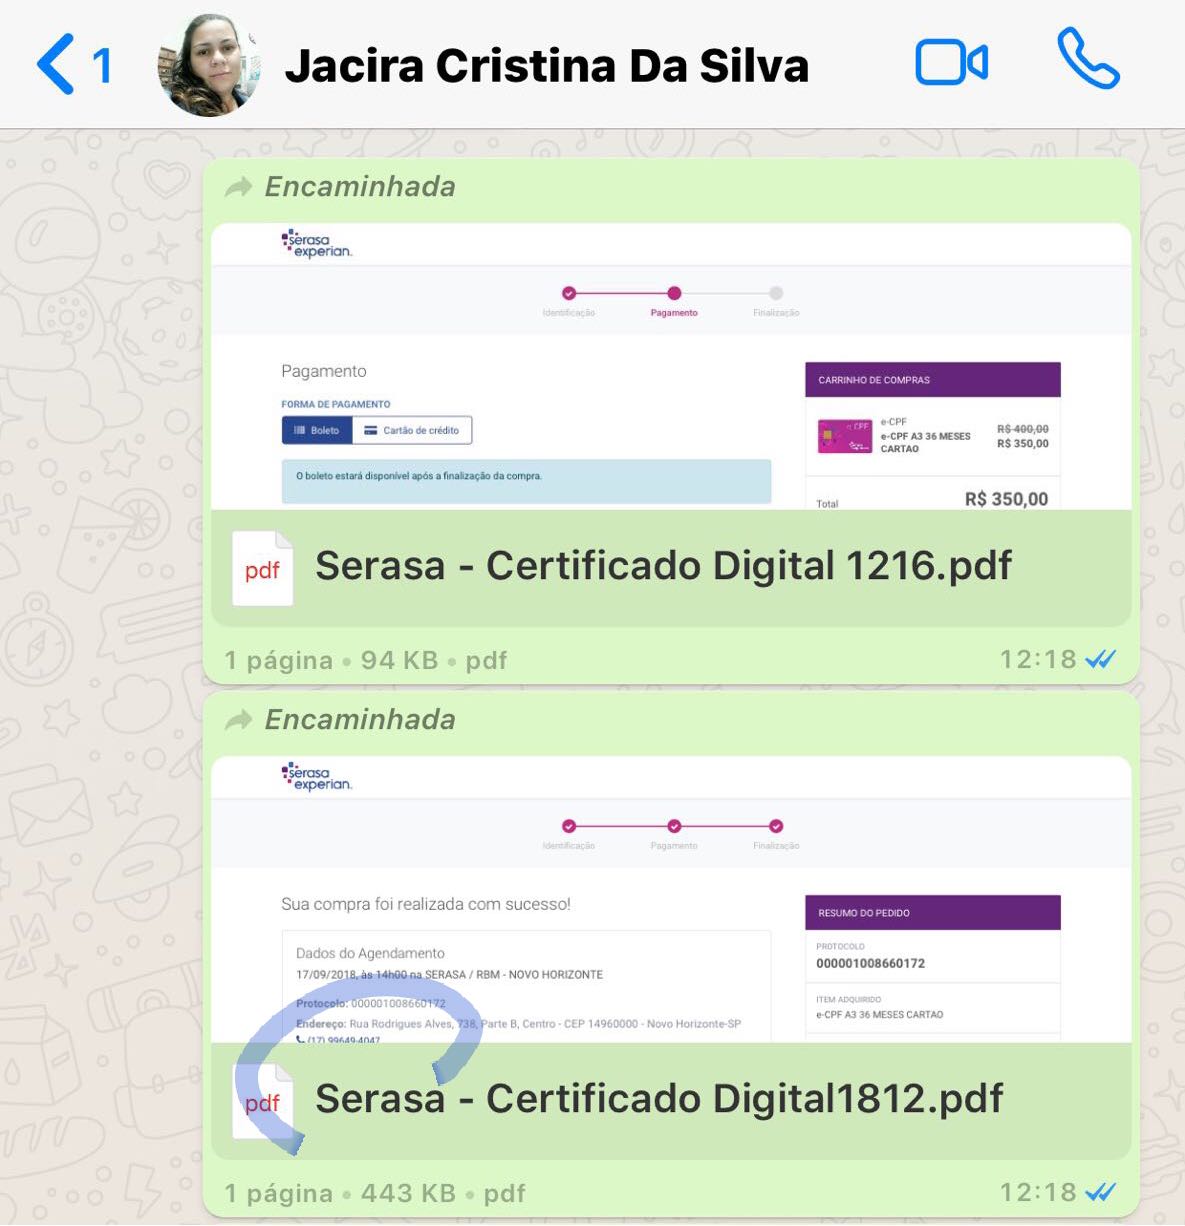 1
Jacira Cristina Da Silva
Encaminhada
serasa
experian.
Identificação Pagamento Finalização
Pagamento
FORMA DE PAGAMENTO
Boleto Cartão de crédito
O boleto estará disponível após a finalização da compra.
CARRINHO DE COMPRAS
e-CPF
e-CPF A3 36 MESES
CARTAO
R$ 400,00
R$ 350,00
Total R$ 350,00
pdf Serasa - Certificado Digital 1216.pdf
1 página • 94 KB • pdf 12:18
Encaminhada
serasa
experian.
Identificação Pagamento Finalização
Sua compra foi realizada com sucesso!
Dados do Agendamento
17/09/2018, às 14h00 na SERASA / RBM - NOVO HORIZONTE
Protocolo: 000001008660172
Endereço: Rua Rodrigues Alves, 738, Parte B, Centro - CEP 14960000 - Novo Horizonte-SP
(17) 99649-4047
RESUMO DO PEDIDO
PROTOCOLO
000001008660172
ITEM ADQUIRIDO
e-CPF A3 36 MESES CARTAO
pdf Serasa - Certificado Digital1812.pdf
1 página • 443 KB • pdf 12:18